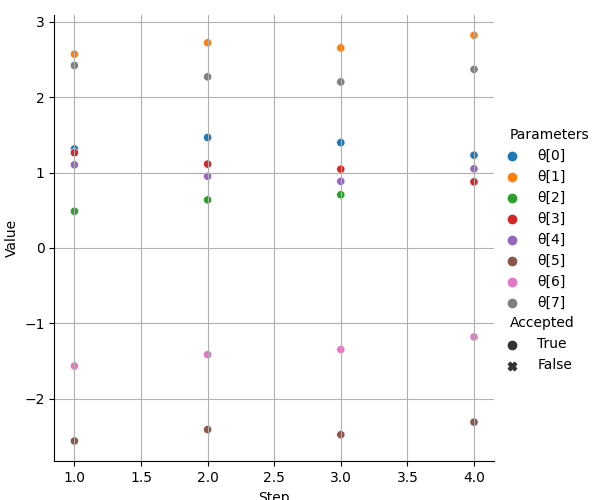 3
2
1
0
−1
−2
Value
1.0 1.5 2.0 2.5 3.0 3.5 4.0
Step
Parameters
θ[0]
θ[1]
θ[2]
θ[3]
θ[4]
θ[5]
θ[6]
θ[7]
Accepted
True
False